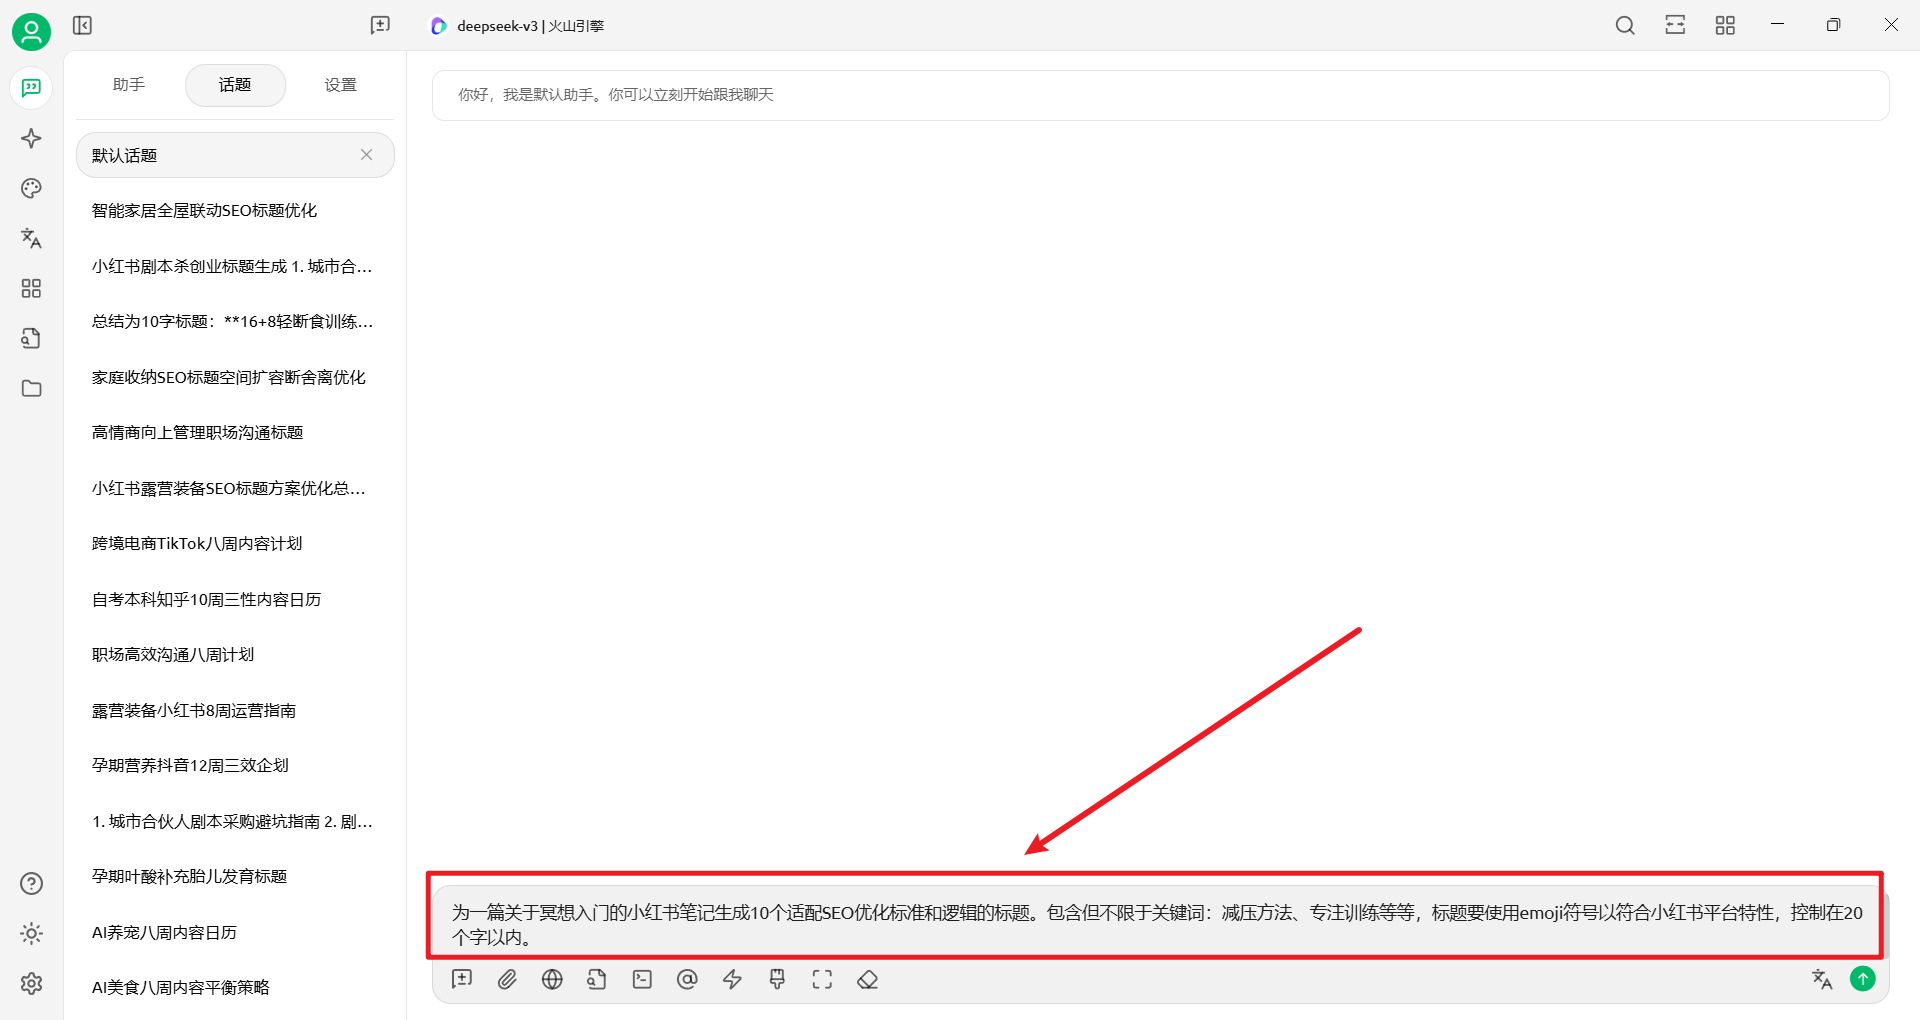 deepseek-v3 | 火山引擎
助手
话题
设置
默认话题
智能家居全屋联动SEO标题优化
小红书剧本杀创业标题生成 1. 城市合...
总结为10字标题：**16+8轻断食训练...
家庭收纳SEO标题空间扩容断舍离优化
高情商向上管理职场沟通标题
小红书露营装备SEO标题方案优化总...
跨境电商TikTok八周内容计划
自考本科知乎10周三性内容日历
职场高效沟通八周计划
露营装备小红书8周运营指南
孕期营养抖音12周三效企划
1. 城市合伙人剧本采购避坑指南 2. 剧...
孕期叶酸补充胎儿发育标题
AI养宠八周内容日历
AI美食八周内容平衡策略
你好，我是默认助手。你可以立刻开始跟我聊天
为一篇关于冥想入门的小红书笔记生成10个适配SEO优化标准和逻辑的标题。包含但不限于关键词：减压方法、专注训练等等，标题要使用emoji符号以符合小红书平台特性，控制在20
个字以内。